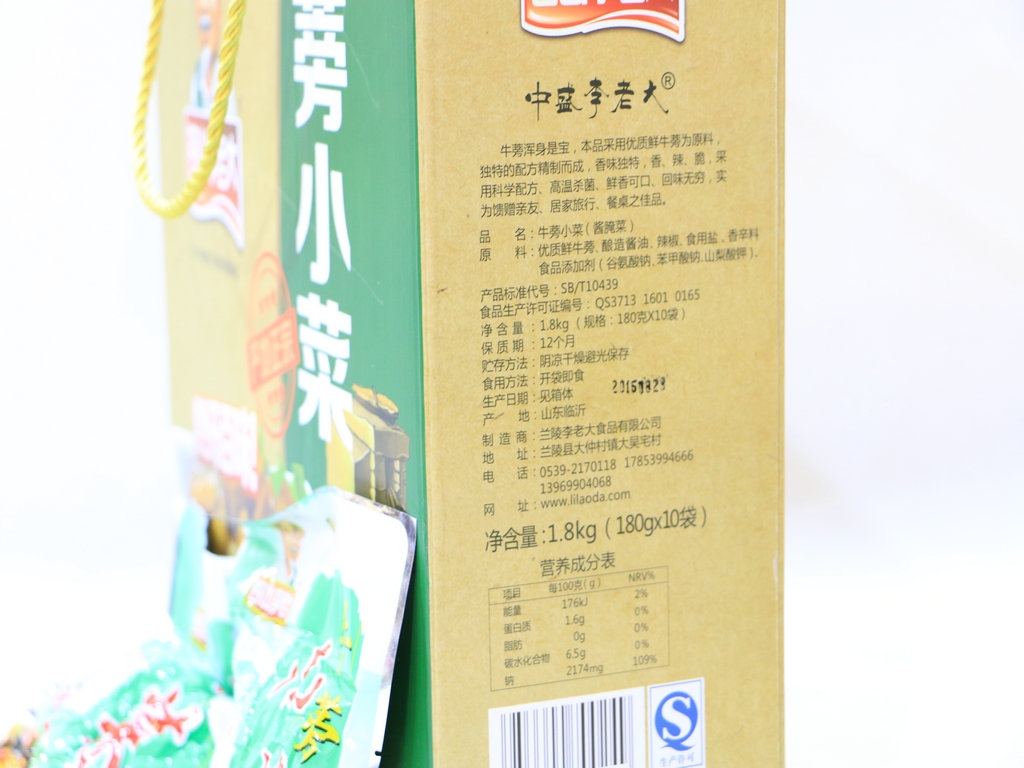 蒡小菜
中盛李老大®
牛蒡浑身是宝，本品采用优质鲜牛蒡为原料，
独特的配方精制而成，香味独特，香、辣、脆，采
用科学配方、高温杀菌、鲜香可口、回味无穷，实
为馈赠亲友、居家旅行、餐桌之佳品。
品 名：牛蒡小菜（酱腌菜）
原 料：优质鲜牛蒡、酿造酱油、辣椒、食用盐、香辛料
食品添加剂（谷氨酸钠、苯甲酸钠、山梨酸钾）．
产品标准代号：SB/T10439
食品生产许可证编号：QS3713 1601 0165
净 含 量：1.8kg（规格：180克X10袋）
保 质 期：12个月
贮存方法：阴凉干燥避光保存
食用方法：开袋即食
生产日期：见箱体
产 地：山东临沂
制 造 商：兰陵李老大食品有限公司
地 址：兰陵县大仲村镇大吴宅村
电 话：0539-2170118 17853994666
13969904068
网 址：www.lilaoda.com
净含量:1.8kg（180gx10袋）
营养成分表
项目 每100克(g) NRV%
能量 176kJ 2%
蛋白质 1.6g 0%
脂肪 0g 0%
碳水化合物 6.5g 0%
钠 2174mg 109%
生产许可
蒡